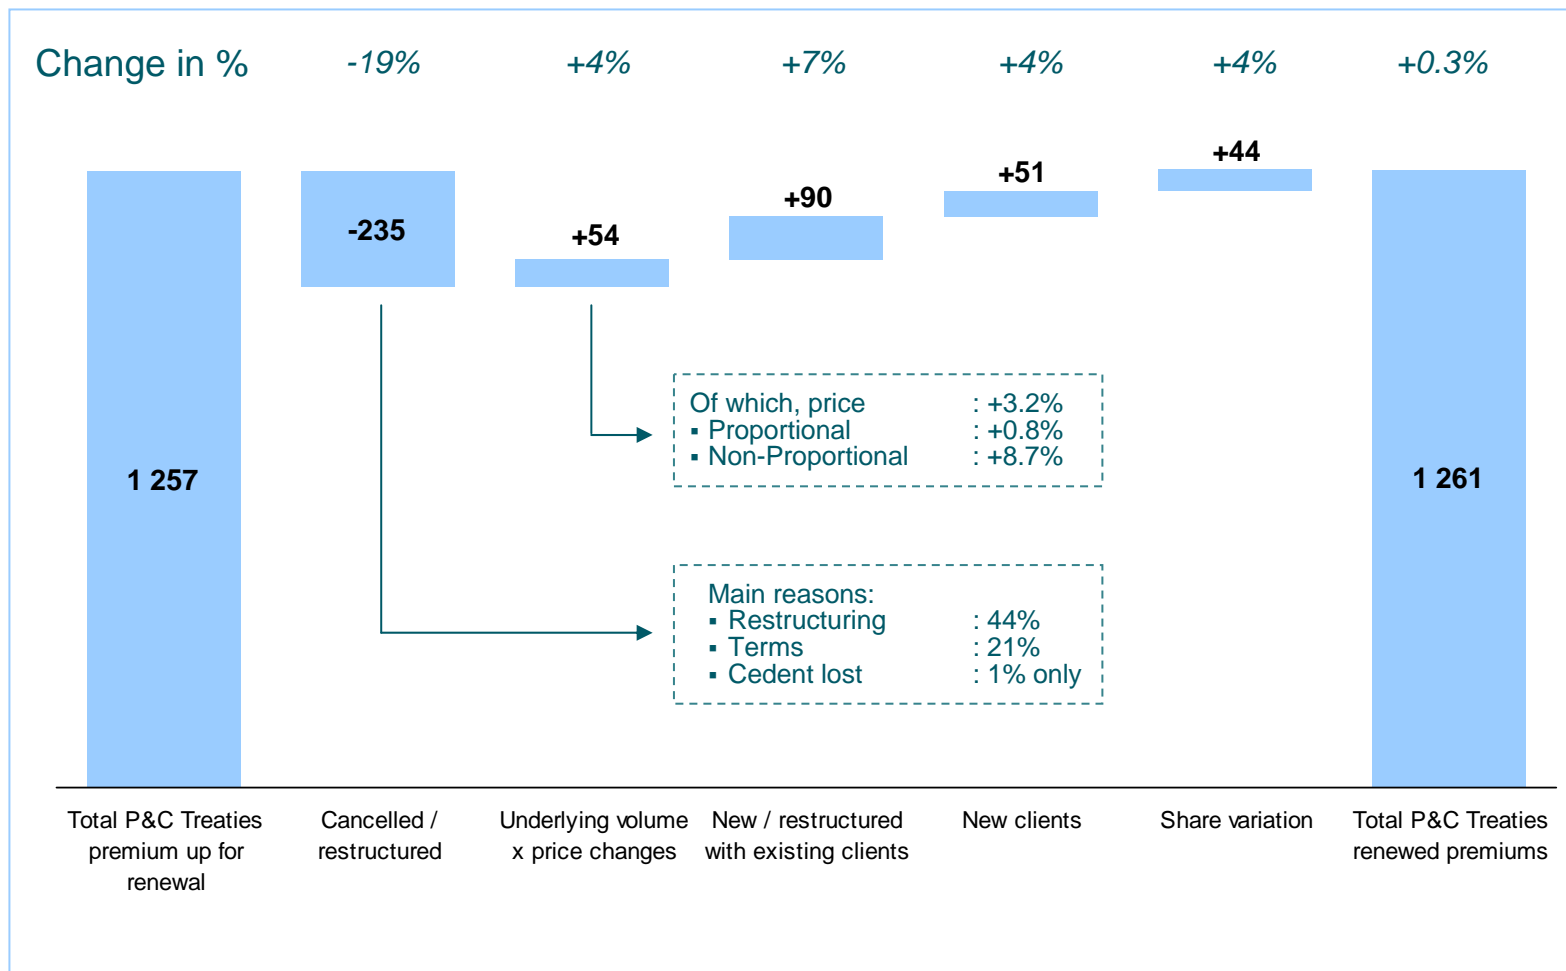 Change in % -19% +4% +7% +4% +4% +0.3%
+44
+51
+90
-235 +54
Of which, price : +3.2%
▪ Proportional : +0.8%
▪ Non-Proportional : +8.7%
1 257 1 261
Main reasons:
▪ Restructuring : 44%
▪ Terms : 21%
▪ Cedent lost : 1% only
Total P&C Treaties
premium up for
renewal
Cancelled /
restructured
Underlying volume
x price changes
New / restructured
with existing clients
New clients
Share variation
Total P&C Treaties
renewed premiums